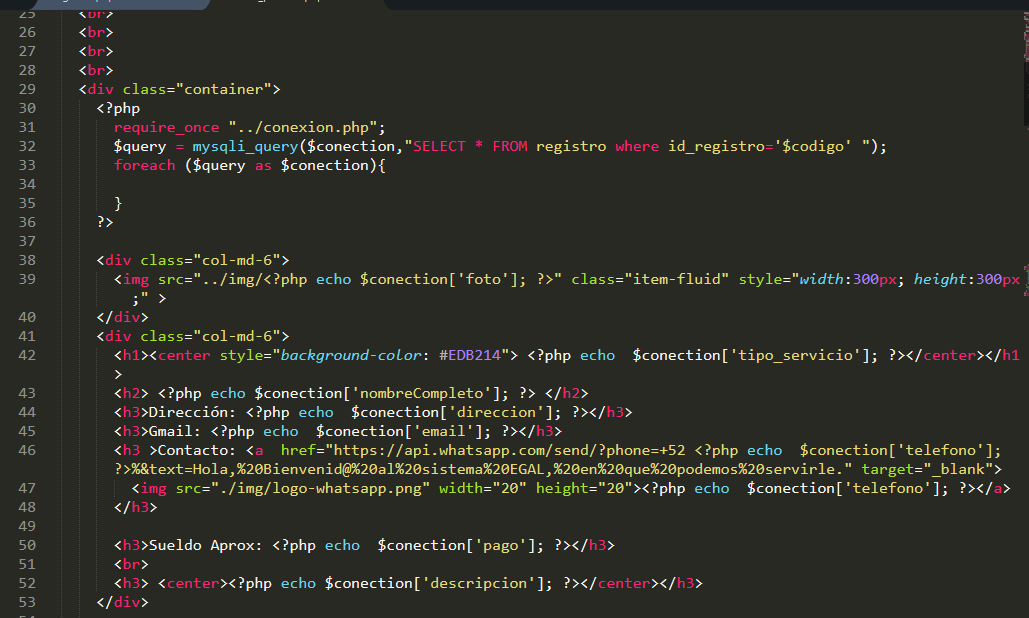 25 <br>
26 <br>
27 <br>
28 <br>
29 <div class="container">
30 <?php
31 require_once "../conexion.php";
32 $query = mysqli_query($conection,"SELECT * FROM registro where id_registro='$codigo' ");
33 foreach ($query as $conection){
34
35 }
36 ?>
37
38 <div class="col-md-6">
39 <img src="../img/<?php echo $conection['foto']; ?>" class="item-fluid" style="width:300px; height:300px
;" >
40 </div>
41 <div class="col-md-6">
42 <h1><center style="background-color: #EDB214"> <?php echo  $conection['tipo_servicio']; ?></center></h1
>
43 <h2> <?php echo $conection['nombreCompleto']; ?> </h2>
44 <h3>Dirección: <?php echo  $conection['direccion']; ?></h3>
45 <h3>Gmail: <?php echo  $conection['email']; ?></h3>
46 <h3 >Contacto: <a  href="https://api.whatsapp.com/send/?phone=+52 <?php echo  $conection['telefono'];
?>%&text=Hola,%20Bienvenid@%20al%20sistema%20EGAL,%20en%20que%20podemos%20servirle." target="_blank">
47 <img src="./img/logo-whatsapp.png" width="20" height="20"><?php echo  $conection['telefono']; ?></a>
48 </h3>
49
50 <h3>Sueldo Aprox: <?php echo  $conection['pago']; ?></h3>
51 <br>
52 <h3> <center><?php echo $conection['descripcion']; ?></center></h3>
53 </div>